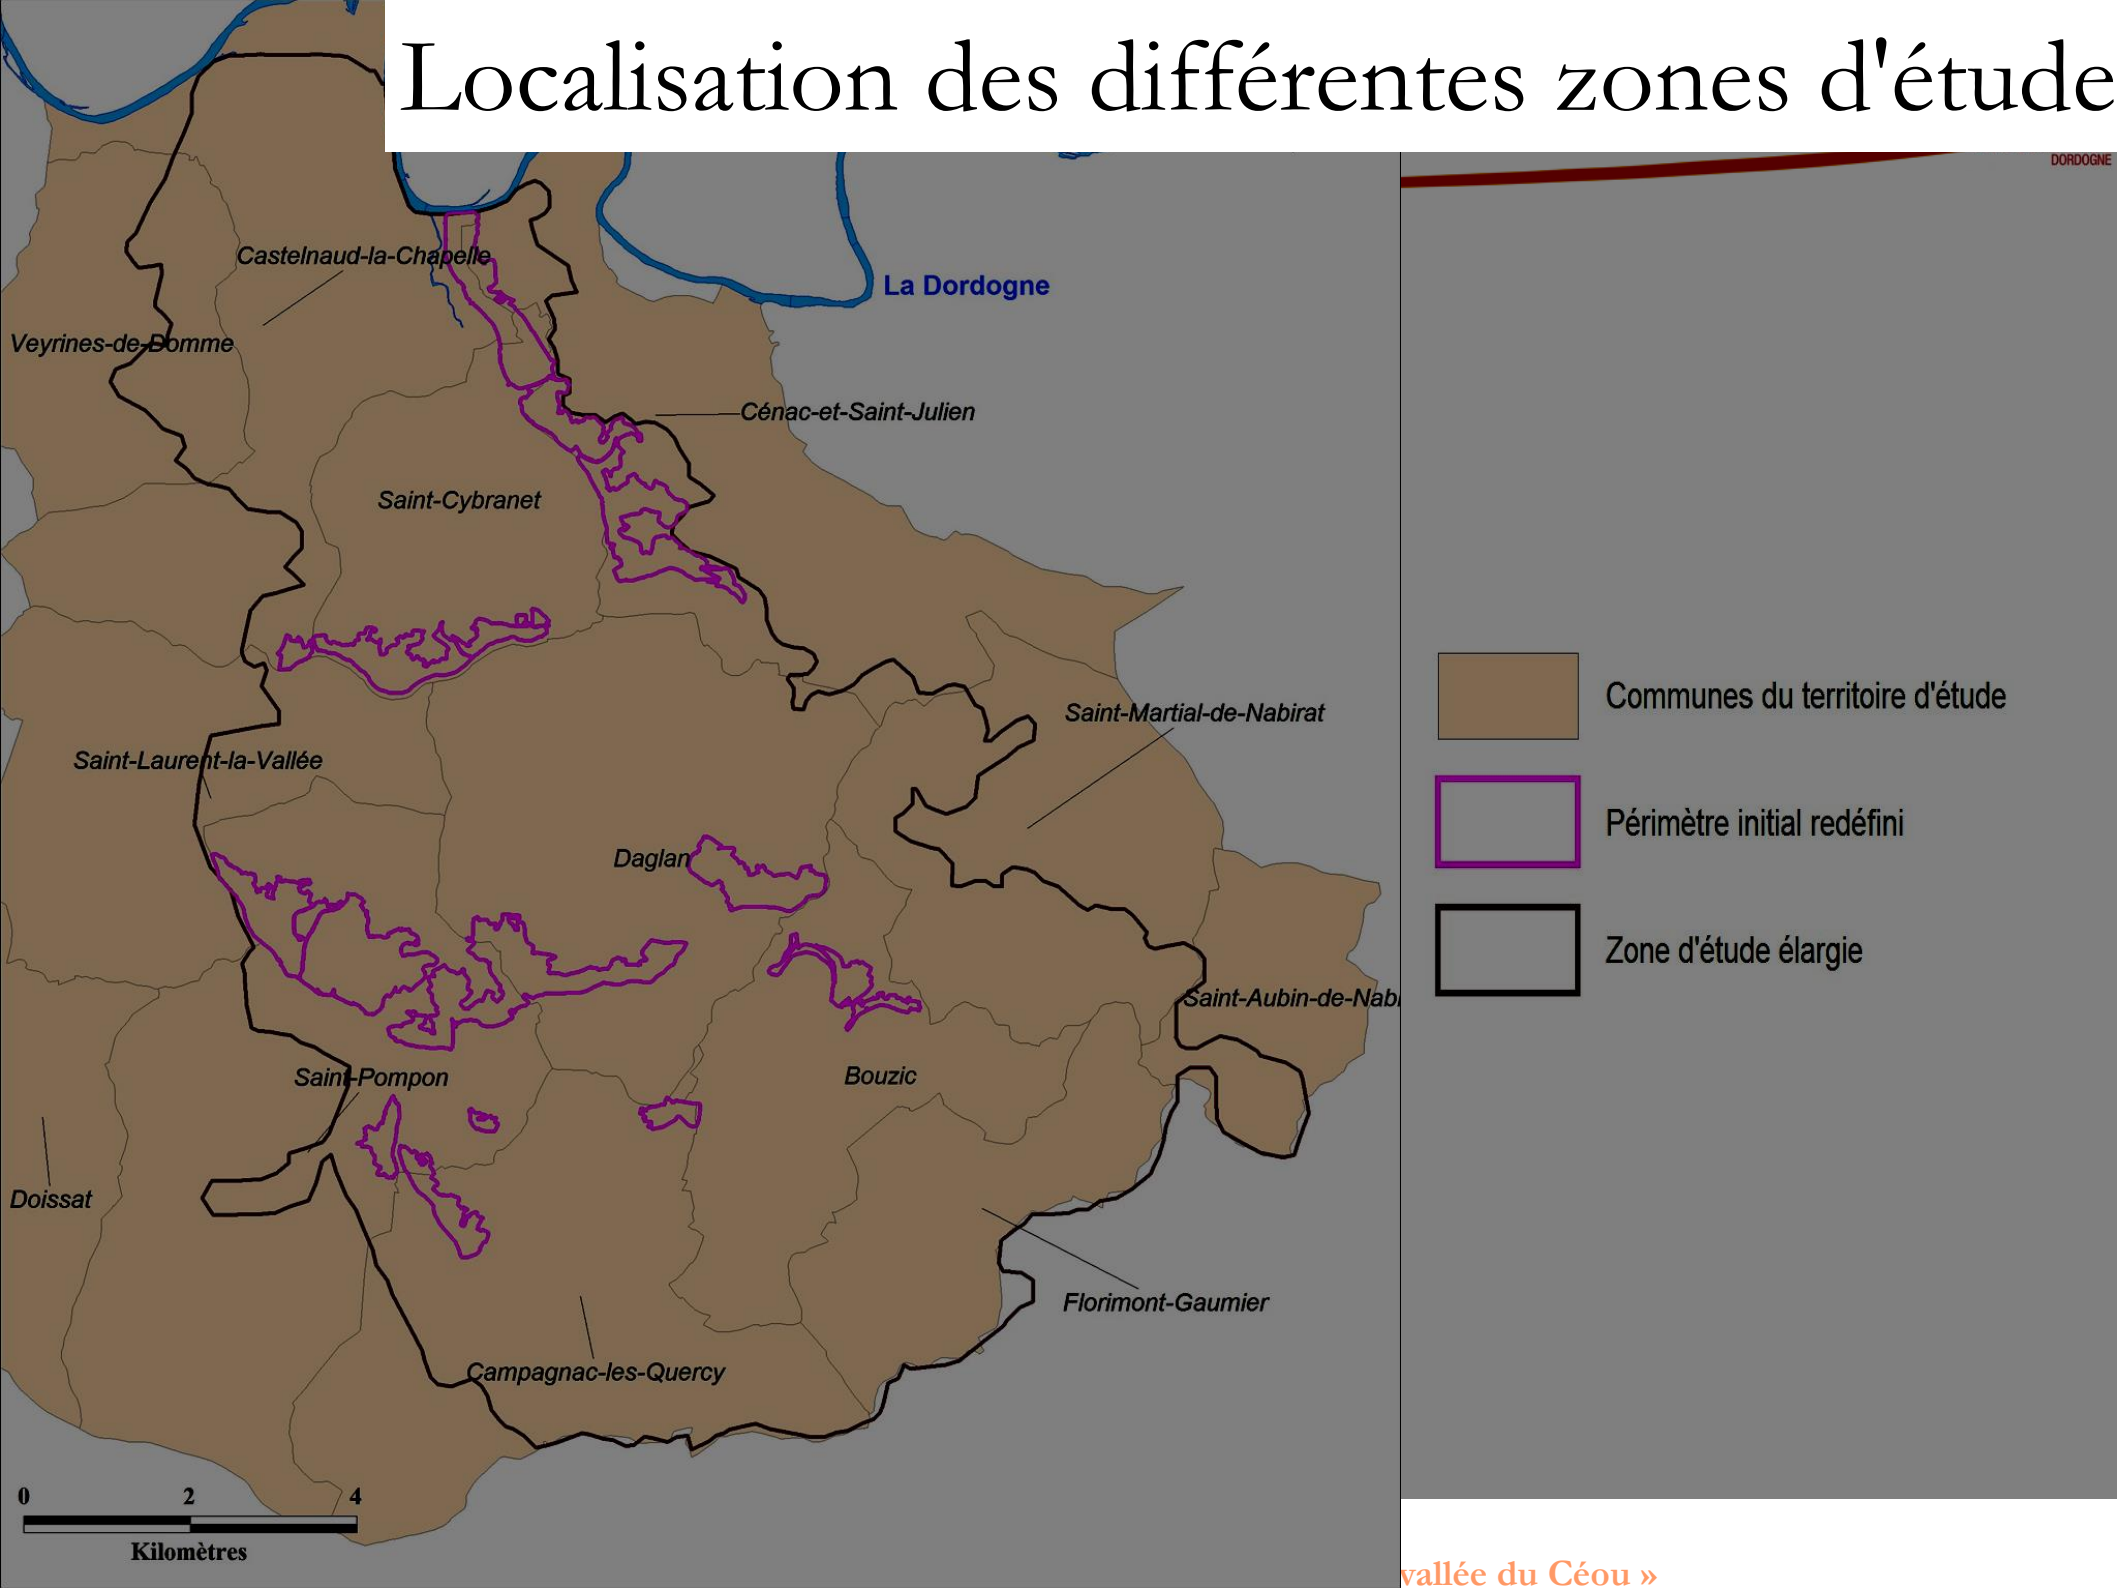 Localisation des différentes zones d'étude
DORDOGNE
Castelnaud-la-Chapelle
La Dordogne
Veyrines-de-Domme
Cénac-et-Saint-Julien
Saint-Cybranet
Communes du territoire d'étude
Saint-Martial-de-Nabirat
Saint-Laurent-la-Vallée
Périmètre initial redéfini
Daglan
Zone d'étude élargie
Saint-Aubin-de-Nabi
Saint-Pompon
Bouzic
Doissat
Florimont-Gaumier
Campagnac-les-Quercy
0 2 4
Kilomètres
vallée du Céou »